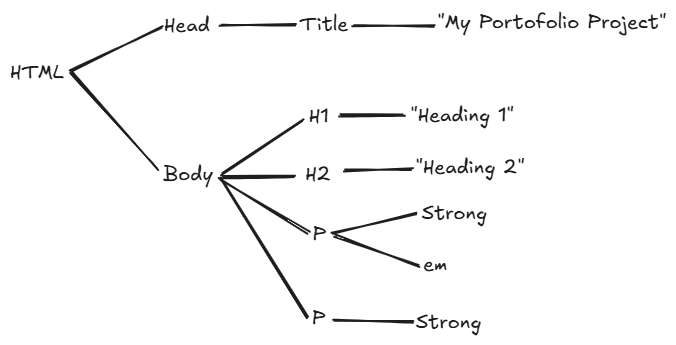 Head Title "My Portofolio Project"
HTML
H1 "Heading 1"
Body H2 "Heading 2"
P Strong
em
P Strong